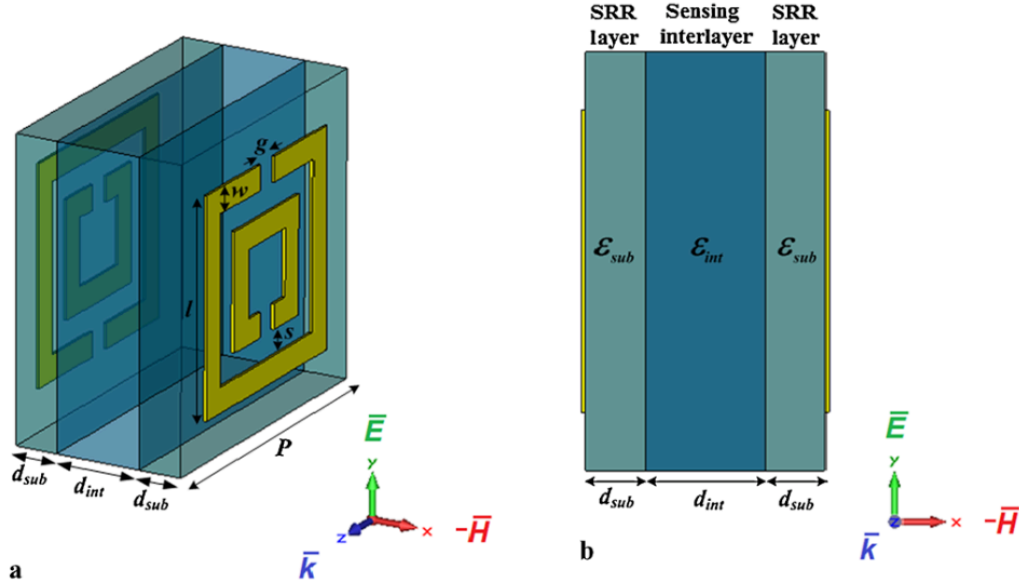 g
w
l
s
P
d_sub
d_int
d_sub
Ē
Y
X
-H̄
Z
k̄
a
SRR layer
Sensing interlayer
SRR layer
ε_sub
ε_int
ε_sub
d_sub
d_int
d_sub
Ē
Y
Z
X
-H̄
k̄
b